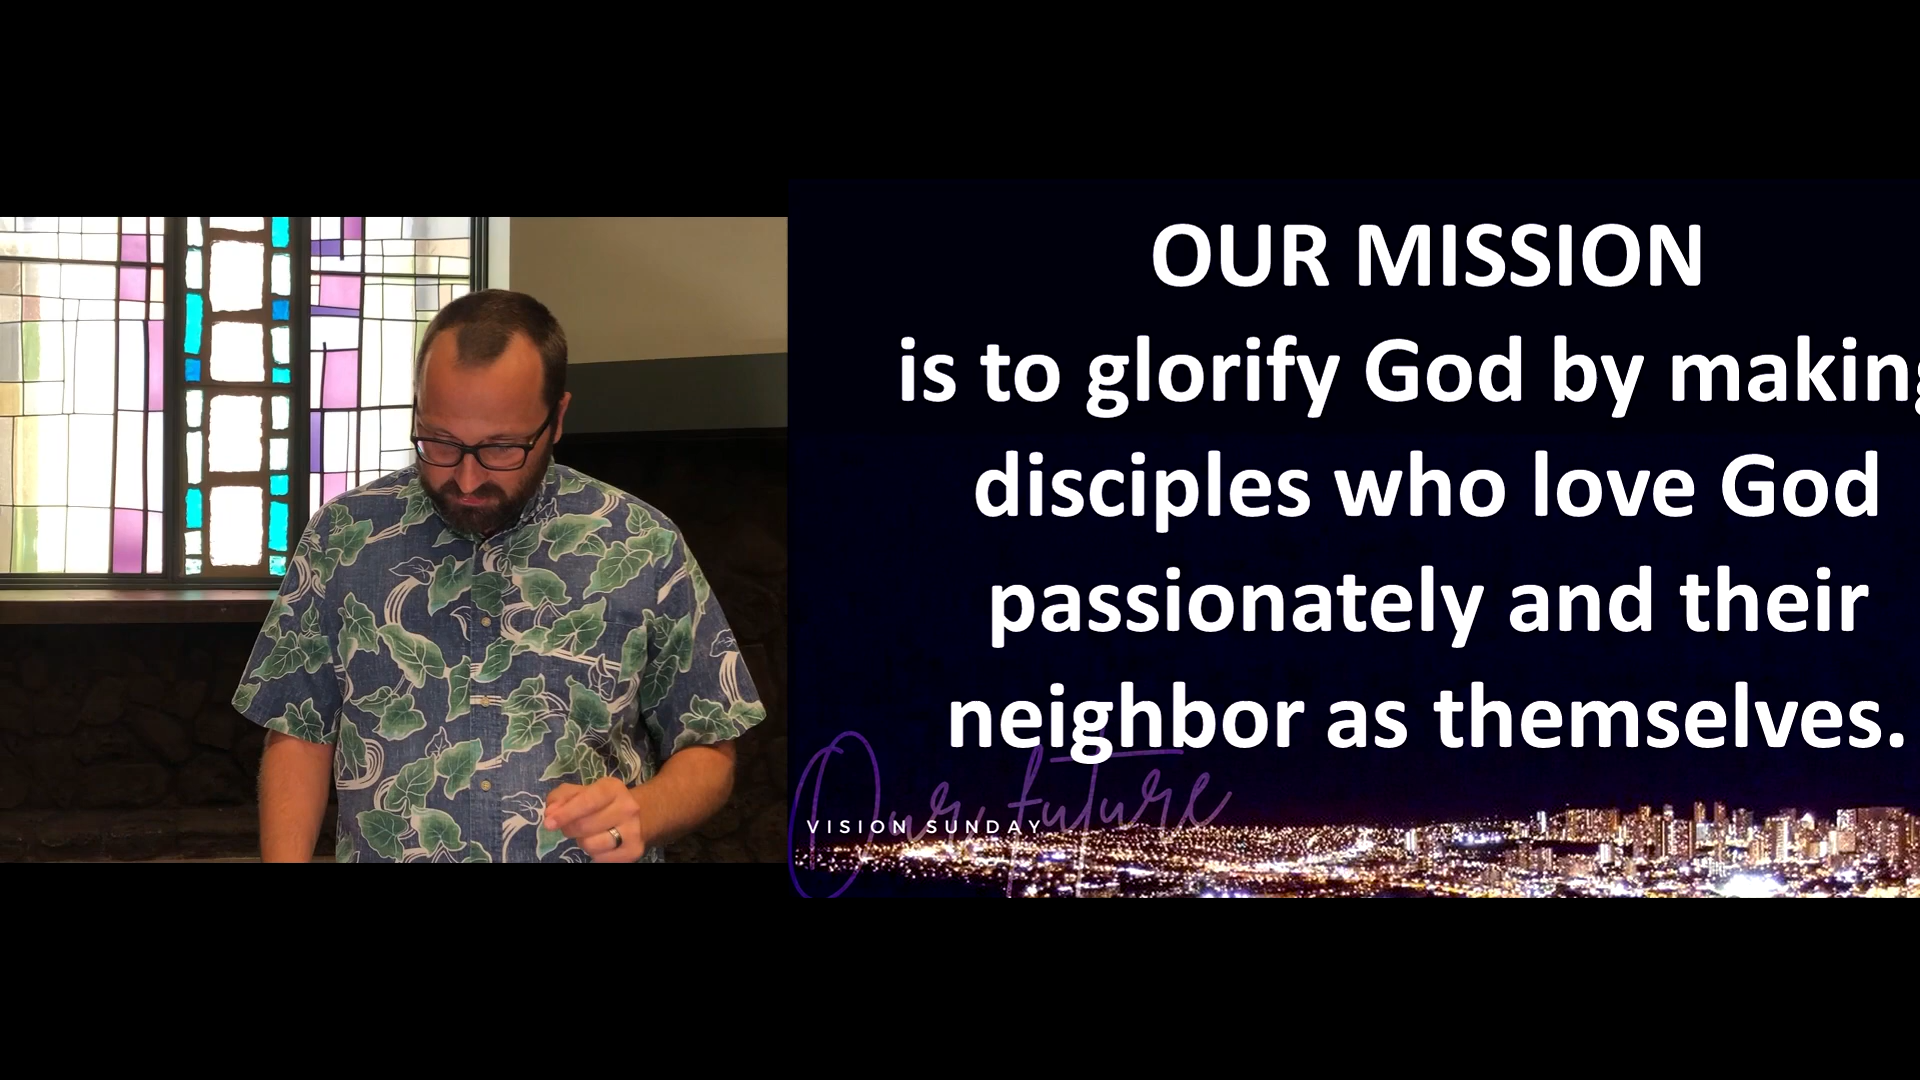 OUR MISSION
is to glorify God by making
disciples who love God
passionately and their
neighbor as themselves.
Our future
VISION SUNDAY